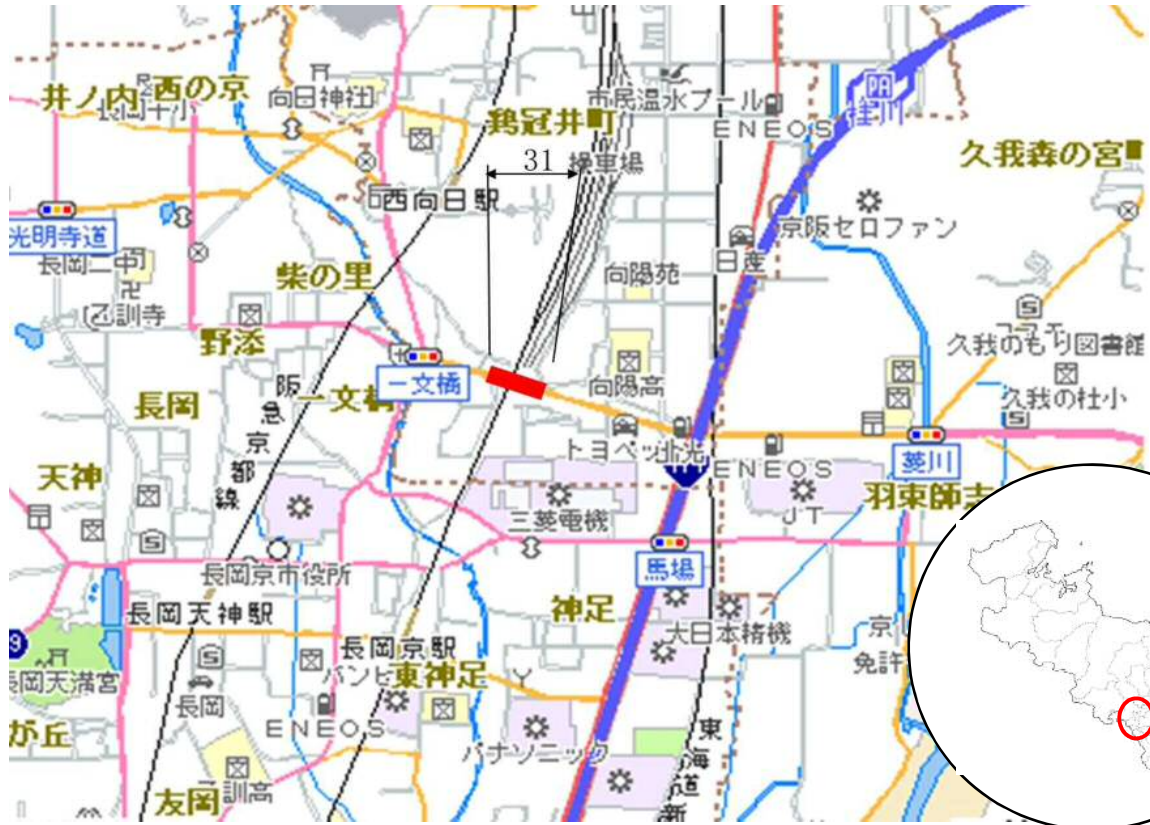 井ノ内
西の京
向日神社
鶏冠井町
市民温水プール
ENEOS
PA
桂川
久我森の宮町
31
操車場
西向日駅
光明寺道
長岡二中
京阪セロファン
日産
向陽苑
柴の里
乙訓寺
野添
一文橋
一文橋
向陽高
久我のもり図書館
久我の杜小
長岡
阪急京都線
トヨペット
ENEOS
菱川
天神
三菱電機
JT
羽束師志
長岡京市役所
馬場
長岡天神駅
神足
大日本精機
9
長岡京駅
京
免許
長岡天満宮
バンビ
東神足
長岡
ENEOS
が丘
パナソニック
東海道新
友岡
乙訓高